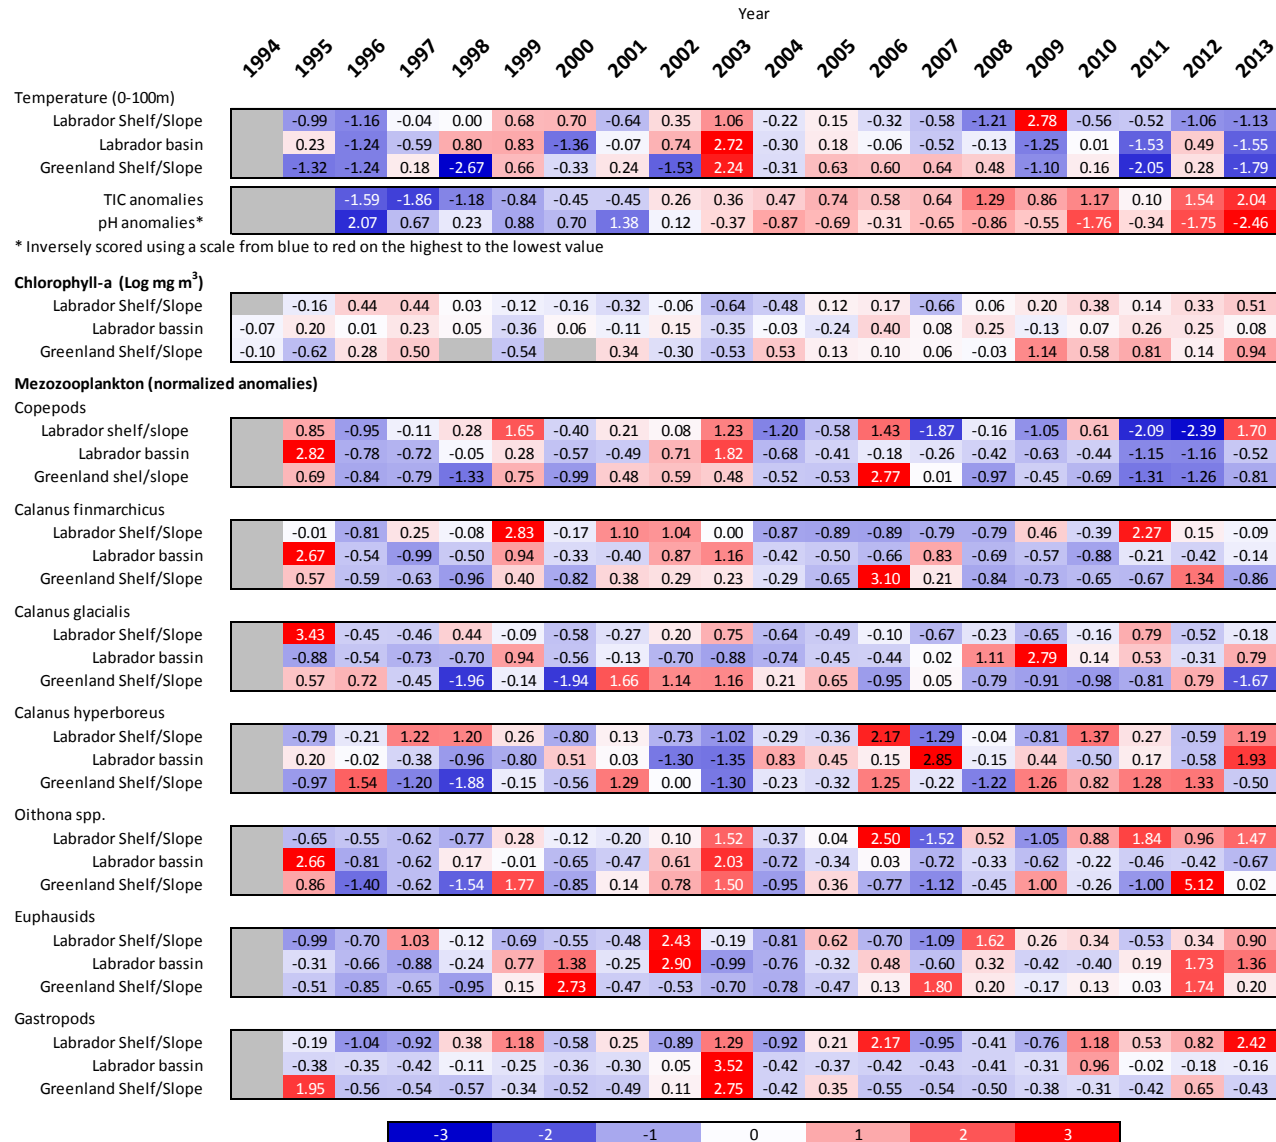 Year
1994 1995 1996 1997 1998 1999 2000 2001 2002 2003 2004 2005 2006 2007 2008 2009 2010 2011 2012 2013
Temperature (0-100m)
Labrador Shelf/Slope -0.99 -1.16 -0.04 0.00 0.68 0.70 -0.64 0.35 1.06 -0.22 0.15 -0.32 -0.58 -1.21 2.78 -0.56 -0.52 -1.06 -1.13
Labrador basin 0.23 -1.24 -0.59 0.80 0.83 -1.36 -0.07 0.74 2.72 -0.30 0.18 -0.06 -0.52 -0.13 -1.25 0.01 -1.53 0.49 -1.55
Greenland Shelf/Slope -1.32 -1.24 0.18 -2.67 0.66 -0.33 0.24 -1.53 2.24 -0.31 0.63 0.60 0.64 0.48 -1.10 0.16 -2.05 0.28 -1.79
TIC anomalies -1.59 -1.86 -1.18 -0.84 -0.45 -0.45 0.26 0.36 0.47 0.74 0.58 0.64 1.29 0.86 1.17 0.10 1.54 2.04
pH anomalies* 2.07 0.67 0.23 0.88 0.70 1.38 0.12 -0.37 -0.87 -0.69 -0.31 -0.65 -0.86 -0.55 -1.76 -0.34 -1.75 -2.46
* Inversely scored using a scale from blue to red on the highest to the lowest value
Chlorophyll-a (Log mg m³)
Labrador Shelf/Slope -0.16 0.44 0.44 0.03 -0.12 -0.16 -0.32 -0.06 -0.64 -0.48 0.12 0.17 -0.66 0.06 0.20 0.38 0.14 0.33 0.51
Labrador bassin -0.07 0.20 0.01 0.23 0.05 -0.36 0.06 -0.11 0.15 -0.35 -0.03 -0.24 0.40 0.08 0.25 -0.13 0.07 0.26 0.25 0.08
Greenland Shelf/Slope -0.10 -0.62 0.28 0.50 -0.54 0.34 -0.30 -0.53 0.53 0.13 0.10 0.06 -0.03 1.14 0.58 0.81 0.14 0.94
Mezozooplankton (normalized anomalies)
Copepods
Labrador shelf/slope 0.85 -0.95 -0.11 0.28 1.65 -0.40 0.21 0.08 1.23 -1.20 -0.58 1.43 -1.87 -0.16 -1.05 0.61 -2.09 -2.39 1.70
Labrador bassin 2.82 -0.78 -0.72 -0.05 0.28 -0.57 -0.49 0.71 1.82 -0.68 -0.41 -0.18 -0.26 -0.42 -0.63 -0.44 -1.15 -1.16 -0.52
Greenland shel/slope 0.69 -0.84 -0.79 -1.33 0.75 -0.99 0.48 0.59 0.48 -0.52 -0.53 2.77 0.01 -0.97 -0.45 -0.69 -1.31 -1.26 -0.81
Calanus finmarchicus
Labrador Shelf/Slope -0.01 -0.81 0.25 -0.08 2.83 -0.17 1.10 1.04 0.00 -0.87 -0.89 -0.89 -0.79 -0.79 0.46 -0.39 2.27 0.15 -0.09
Labrador bassin 2.67 -0.54 -0.99 -0.50 0.94 -0.33 -0.40 0.87 1.16 -0.42 -0.50 -0.66 0.83 -0.69 -0.57 -0.88 -0.21 -0.42 -0.14
Greenland Shelf/Slope 0.57 -0.59 -0.63 -0.96 0.40 -0.82 0.38 0.29 0.23 -0.29 -0.65 3.10 0.21 -0.84 -0.73 -0.65 -0.67 1.34 -0.86
Calanus glacialis
Labrador Shelf/Slope 3.43 -0.45 -0.46 0.44 -0.09 -0.58 -0.27 0.20 0.75 -0.64 -0.49 -0.10 -0.67 -0.23 -0.65 -0.16 0.79 -0.52 -0.18
Labrador bassin -0.88 -0.54 -0.73 -0.70 0.94 -0.56 -0.13 -0.70 -0.88 -0.74 -0.45 -0.44 0.02 1.11 2.79 0.14 0.53 -0.31 0.79
Greenland Shelf/Slope 0.57 0.72 -0.45 -1.96 -0.14 -1.94 1.66 1.14 1.16 0.21 0.65 -0.95 0.05 -0.79 -0.91 -0.98 -0.81 0.79 -1.67
Calanus hyperboreus
Labrador Shelf/Slope -0.79 -0.21 1.22 1.20 0.26 -0.80 0.13 -0.73 -1.02 -0.29 -0.36 2.17 -1.29 -0.04 -0.81 1.37 0.27 -0.59 1.19
Labrador bassin 0.20 -0.02 -0.38 -0.96 -0.80 0.51 0.03 -1.30 -1.35 0.83 0.45 0.15 2.85 -0.15 0.44 -0.50 0.17 -0.58 1.93
Greenland Shelf/Slope -0.97 1.54 -1.20 -1.88 -0.15 -0.56 1.29 0.00 -1.30 -0.23 -0.32 1.25 -0.22 -1.22 1.26 0.82 1.28 1.33 -0.50
Oithona spp.
Labrador Shelf/Slope -0.65 -0.55 -0.62 -0.77 0.28 -0.12 -0.20 0.10 1.52 -0.37 0.04 2.50 -1.52 0.52 -1.05 0.88 1.84 0.96 1.47
Labrador bassin 2.66 -0.81 -0.62 0.17 -0.01 -0.65 -0.47 0.61 2.03 -0.72 -0.34 0.03 -0.72 -0.33 -0.62 -0.22 -0.46 -0.42 -0.67
Greenland Shelf/Slope 0.86 -1.40 -0.62 -1.54 1.77 -0.85 0.14 0.78 1.50 -0.95 0.36 -0.77 -1.12 -0.45 1.00 -0.26 -1.00 5.12 0.02
Euphausids
Labrador Shelf/Slope -0.99 -0.70 1.03 -0.12 -0.69 -0.55 -0.48 2.43 -0.19 -0.81 0.62 -0.70 -1.09 1.62 0.26 0.34 -0.53 0.34 0.90
Labrador bassin -0.31 -0.66 -0.88 -0.24 0.77 1.38 -0.25 2.90 -0.99 -0.76 -0.32 0.48 -0.60 0.32 -0.42 -0.40 0.19 1.73 1.36
Greenland Shelf/Slope -0.51 -0.85 -0.65 -0.95 0.15 2.73 -0.47 -0.53 -0.70 -0.78 -0.47 0.13 1.80 0.20 -0.17 0.13 0.03 1.74 0.20
Gastropods
Labrador Shelf/Slope -0.19 -1.04 -0.92 0.38 1.18 -0.58 0.25 -0.89 1.29 -0.92 0.21 2.17 -0.95 -0.41 -0.76 1.18 0.53 0.82 2.42
Labrador bassin -0.38 -0.35 -0.42 -0.11 -0.25 -0.36 -0.30 0.05 3.52 -0.42 -0.37 -0.42 -0.43 -0.41 -0.31 0.96 -0.02 -0.18 -0.16
Greenland Shelf/Slope 1.95 -0.56 -0.54 -0.57 -0.34 -0.52 -0.49 0.11 2.75 -0.42 0.35 -0.55 -0.54 -0.50 -0.38 -0.31 -0.42 0.65 -0.43
-3 -2 -1 0 1 2 3